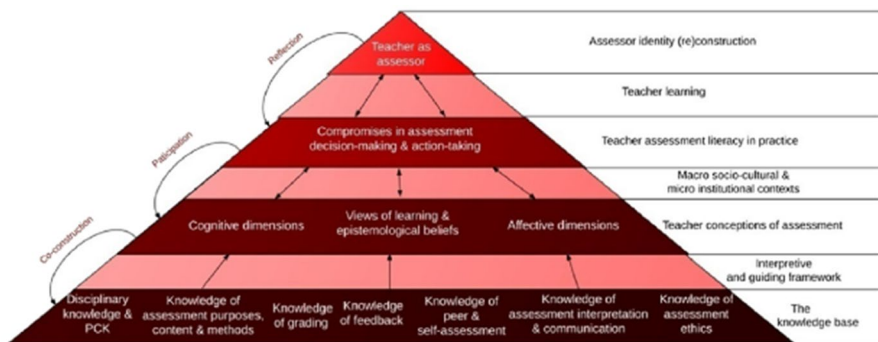 Reflection
Teacher as
assessor
Assessor identity (re)construction
Teacher learning
Paticipation
Compromises in assessment
decision-making & action-taking
Teacher assessment literacy in practice
Macro socio-cultural &
micro institutional contexts
Co-construction
Cognitive dimensions
Views of learning &
epistemological beliefs
Affective dimensions
Teacher conceptions of assessment
Interpretive
and guiding framework
Disciplinary
knowledge &
PCK
Knowledge of
assessment purposes,
content & methods
Knowledge
of grading
Knowledge
of feedback
Knowledge of
peer &
self-assessment
Knowledge of
assessment interpretation
& communication
Knowledge of
assessment
ethics
The
knowledge base